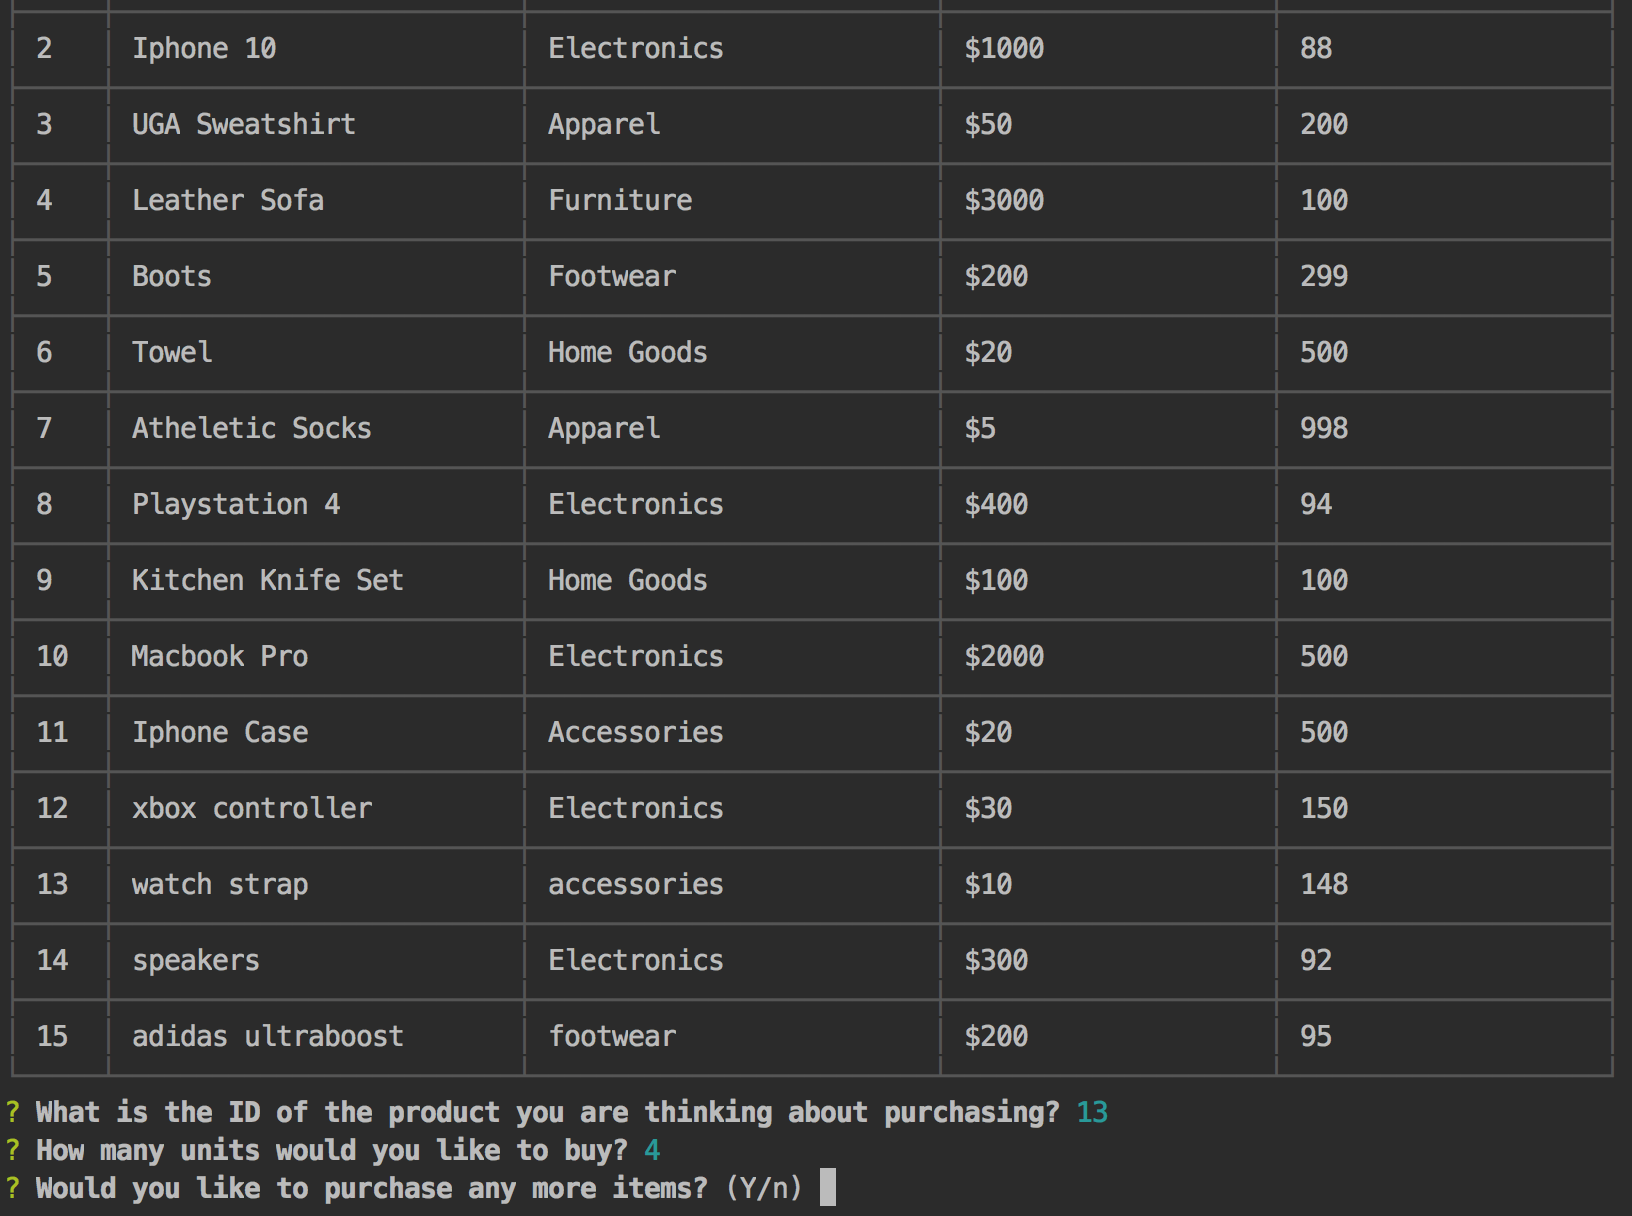 2 Iphone 10 Electronics $1000 88
3 UGA Sweatshirt Apparel $50 200
4 Leather Sofa Furniture $3000 100
5 Boots Footwear $200 299
6 Towel Home Goods $20 500
7 Atheletic Socks Apparel $5 998
8 Playstation 4 Electronics $400 94
9 Kitchen Knife Set Home Goods $100 100
10 Macbook Pro Electronics $2000 500
11 Iphone Case Accessories $20 500
12 xbox controller Electronics $30 150
13 watch strap accessories $10 148
14 speakers Electronics $300 92
15 adidas ultraboost footwear $200 95
? What is the ID of the product you are thinking about purchasing? 13
? How many units would you like to buy? 4
? Would you like to purchase any more items? (Y/n)